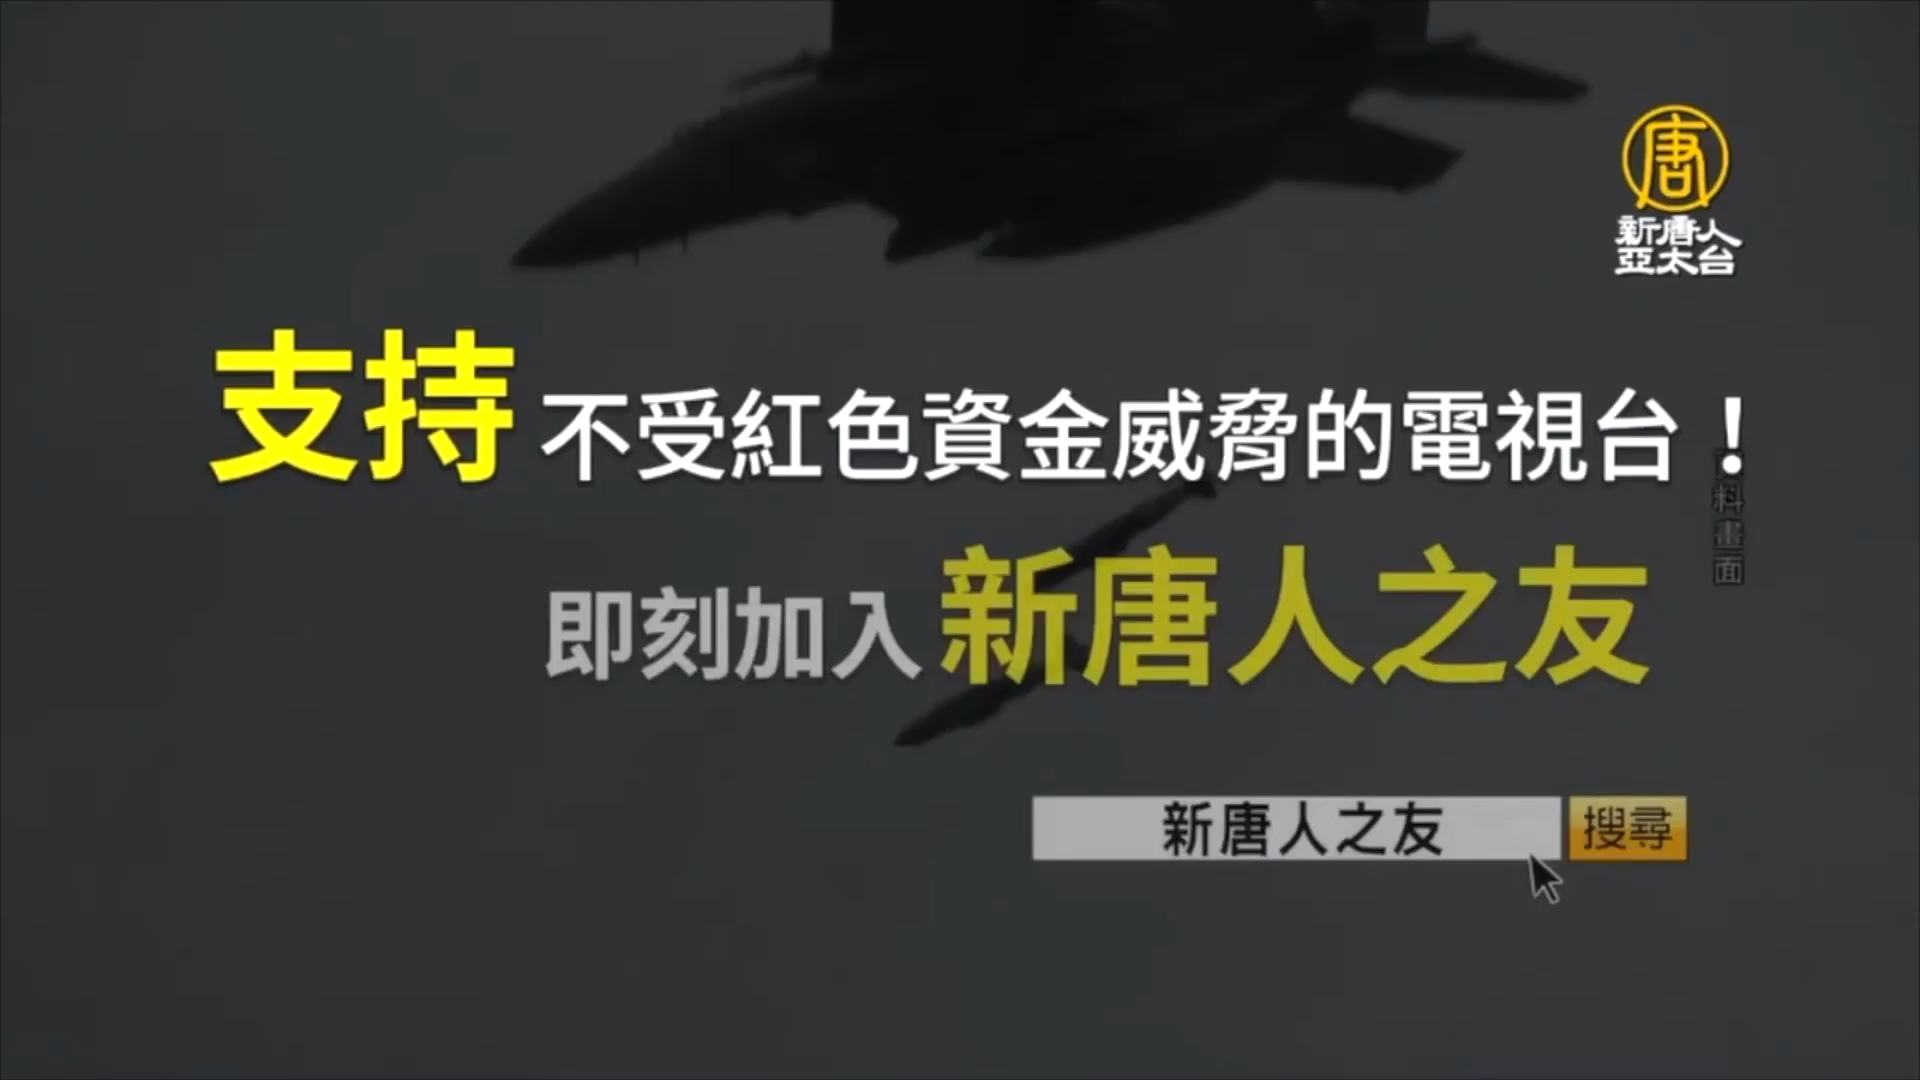 新唐人
亞太台
支持不受紅色資金威脅的電視台！
料畫面
即刻加入新唐人之友
新唐人之友 搜尋